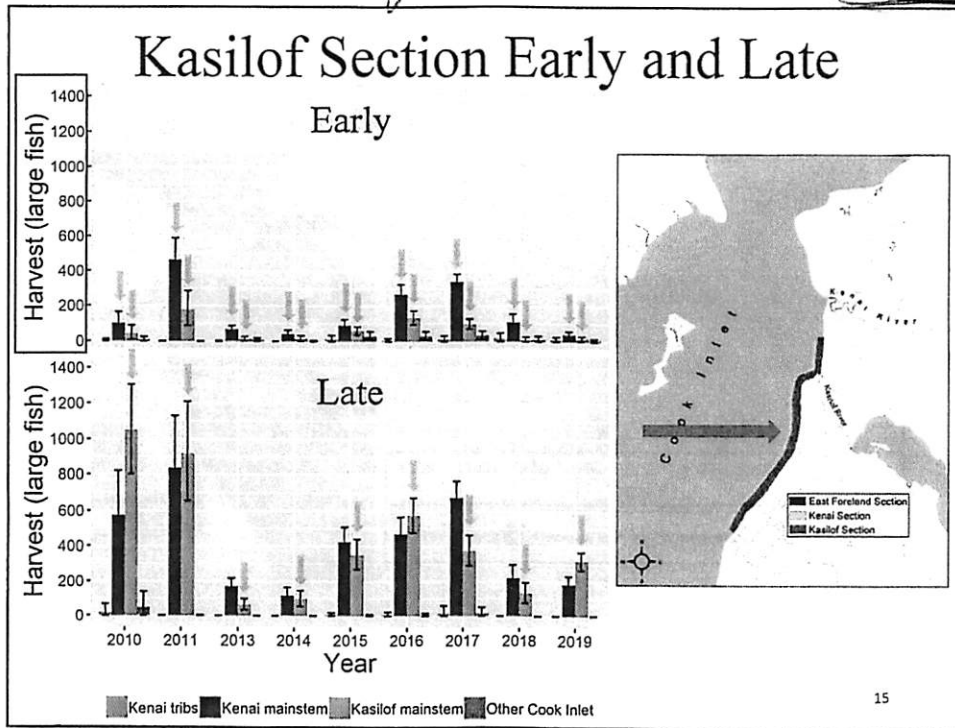 Kasilof Section Early and Late
Early
Harvest (large fish)
1400
1200
1000
800
600
400
200
0
Late
Harvest (large fish)
1400
1200
1000
800
600
400
200
0
2010 2011 2013 2014 2015 2016 2017 2018 2019
Year
Kenai tribs Kenai mainstem Kasilof mainstem Other Cook Inlet
Cook Inlet
Kenai River
Kasilof River
East Foreland Section
Kenai Section
Kasilof Section
15